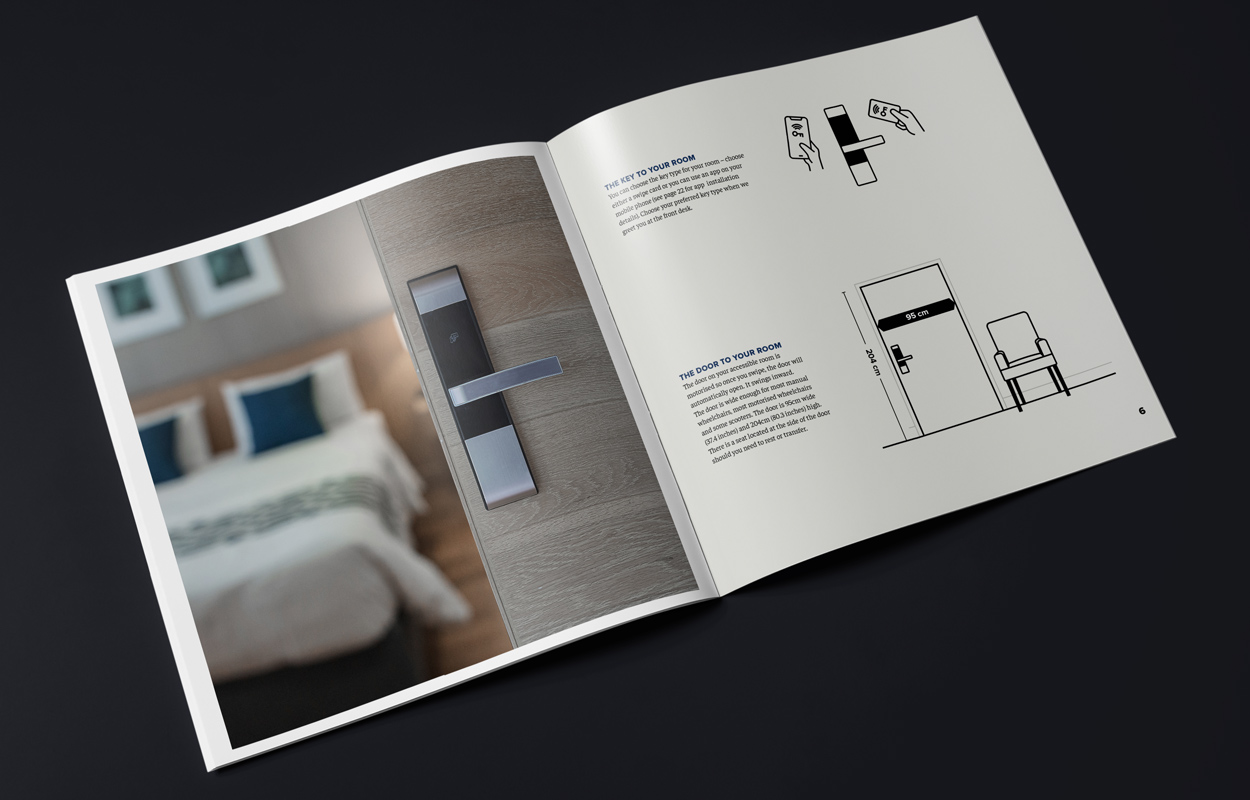 THE KEY TO YOUR ROOM
You can choose the key type for your room – choose
either a swipe card or you can use an app on your
mobile phone (see page 22 for app installation
details). Choose your preferred key type when we
greet you at the front desk.
THE DOOR TO YOUR ROOM
The door on your accessible room is
motorised so once you swipe, the door will
automatically open. It swings inward.
The door is wide enough for most manual
wheelchairs, most motorised wheelchairs
and some scooters. The door is 95cm wide
(37.4 inches) and 204cm (80.3 inches) high.
There is a seat located at the side of the door
should you need to rest or transfer.
95 cm
204 cm
6